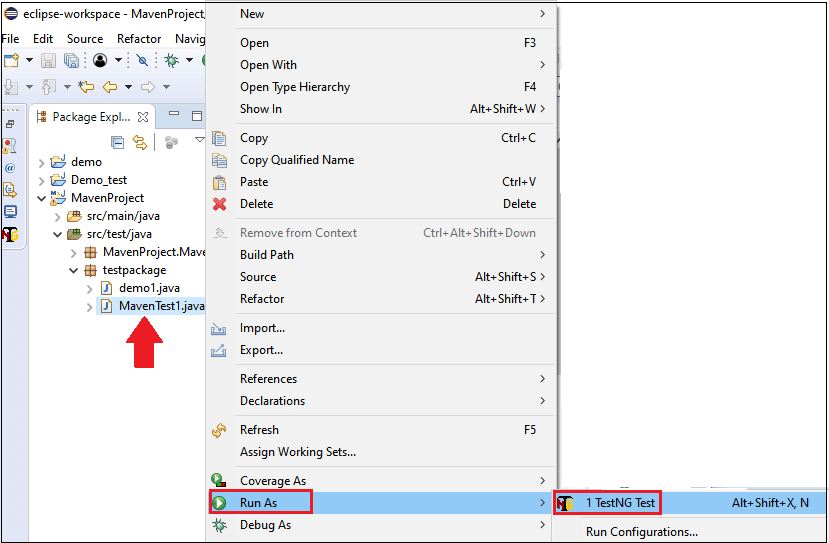 eclipse-workspace - MavenProject/
File Edit Source Refactor Navig
Package Expl...
demo
Demo_test
MavenProject
src/main/java
src/test/java
MavenProject.Mave
testpackage
demo1.java
MavenTest1.java
New
Open F3
Open With
Open Type Hierarchy F4
Show In Alt+Shift+W
Copy Ctrl+C
Copy Qualified Name
Paste Ctrl+V
Delete Delete
Remove from Context Ctrl+Alt+Shift+Down
Build Path
Source Alt+Shift+S
Refactor Alt+Shift+T
Import...
Export...
References
Declarations
Refresh F5
Assign Working Sets...
Coverage As
Run As
Debug As
1 TestNG Test Alt+Shift+X, N
Run Configurations...